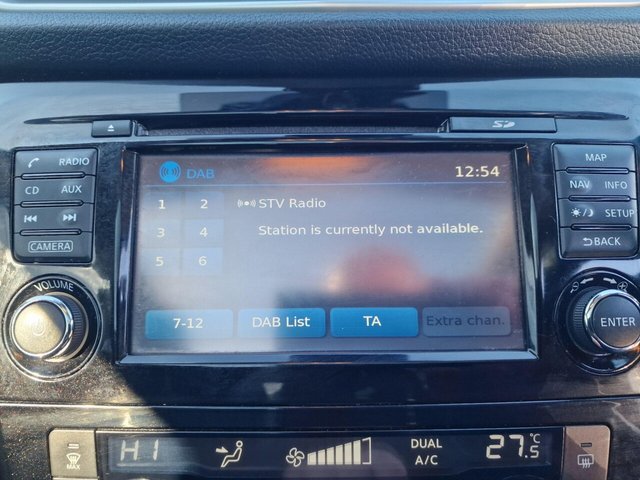 SD
RADIO
CD AUX
CAMERA
VOLUME
DAB 12:54
1 2 STV Radio
3 4 Station is currently not available.
5 6
7-12 DAB List TA Extra chan.
MAP
NAV INFO
SETUP
BACK
ENTER
MAX
HI DUAL A/C 27.5 °C